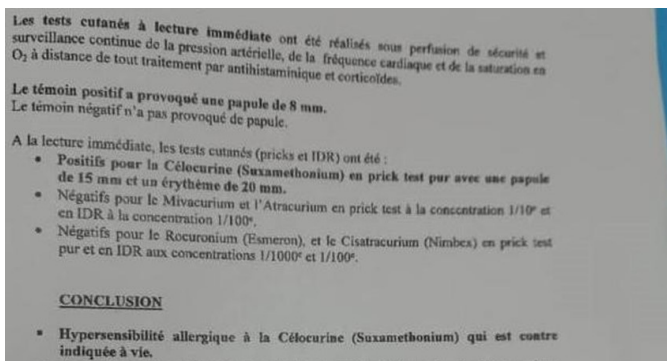 Les tests cutanés à lecture immédiate ont été réalisés sous perfusion de sécurité et
surveillance continue de la pression artérielle, de la fréquence cardiaque et de la saturation en
O₂ à distance de tout traitement par antihistaminique et corticoïdes.
Le témoin positif a provoqué une papule de 8 mm.
Le témoin négatif n'a pas provoqué de papule.
A la lecture immédiate, les tests cutanés (pricks et IDR) ont été :
• Positifs pour la Célocurine (Suxamethonium) en prick test pur avec une papule
de 15 mm et un érythème de 20 mm.
• Négatifs pour le Mivacurium et l'Atracurium en prick test à la concentration 1/10ᵉ et
en IDR à la concentration 1/100ᵉ.
• Négatifs pour le Rocuronium (Esmeron), et le Cisatracurium (Nimbex) en prick test
pur et en IDR aux concentrations 1/1000ᵉ et 1/100ᵉ.
CONCLUSION
▪ Hypersensibilité allergique à la Célocurine (Suxamethonium) qui est contre
indiquée à vie.